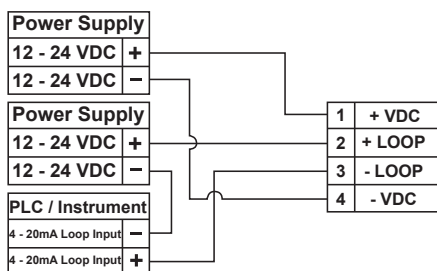 Power Supply
12 - 24 VDC +
12 - 24 VDC −
Power Supply
12 - 24 VDC +
12 - 24 VDC −
PLC / Instrument
4 - 20mA Loop Input −
4 - 20mA Loop Input +
1 + VDC
2 + LOOP
3 - LOOP
4 - VDC